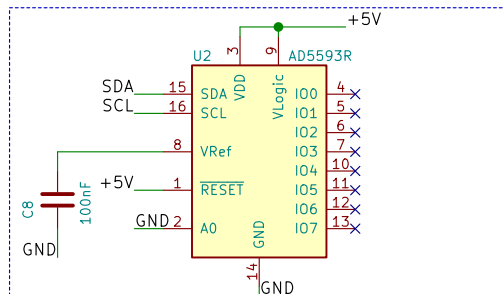 +5V
U2
3
9
AD5593R
VDD
VLogic
SDA 15 SDA
SCL 16 SCL
8 VRef
+5V 1 RESET
GND 2 A0
IO0 4
IO1 5
IO2 6
IO3 7
IO4 10
IO5 11
IO6 12
IO7 13
C8
100nF
GND
GND
14
GND